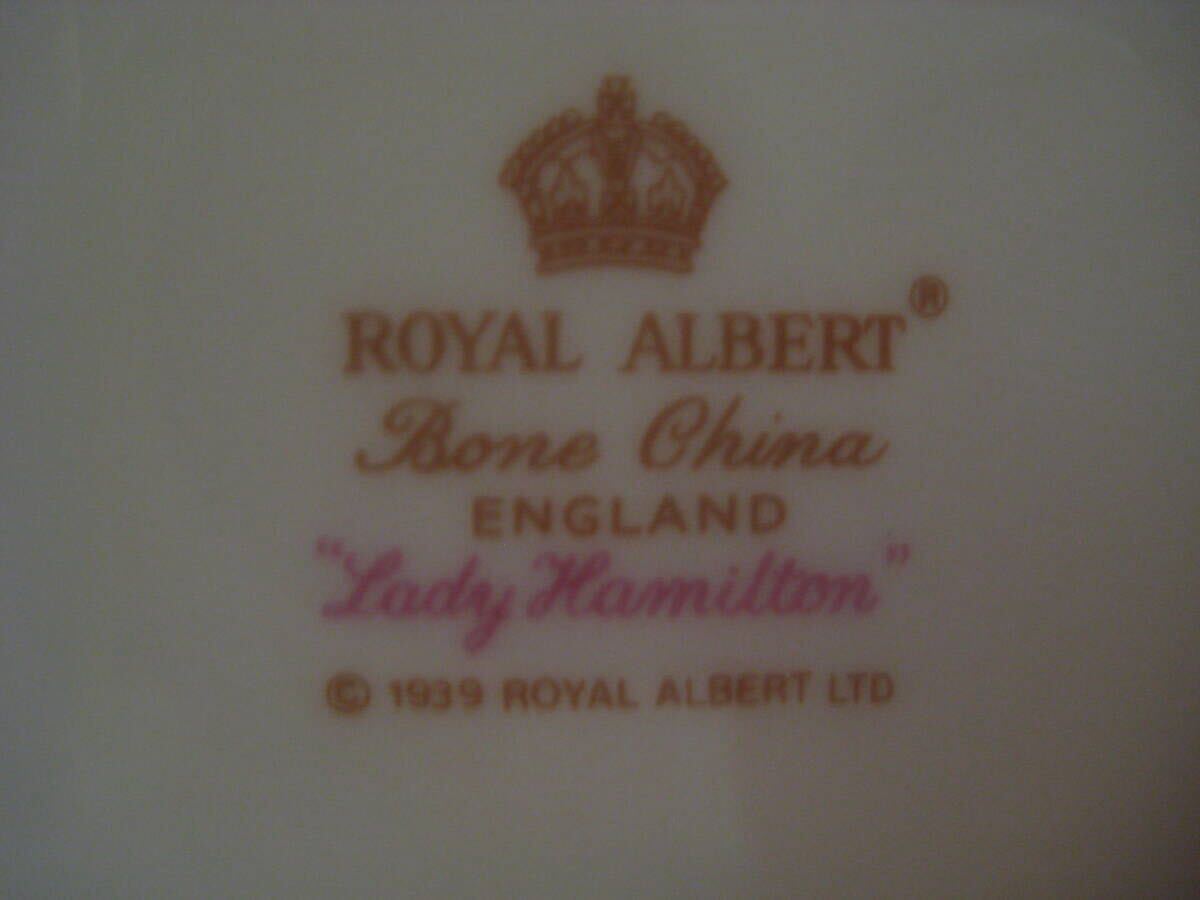 ROYAL ALBERT®
Bone China
ENGLAND
"Lady Hamilton"
© 1939 ROYAL ALBERT LTD